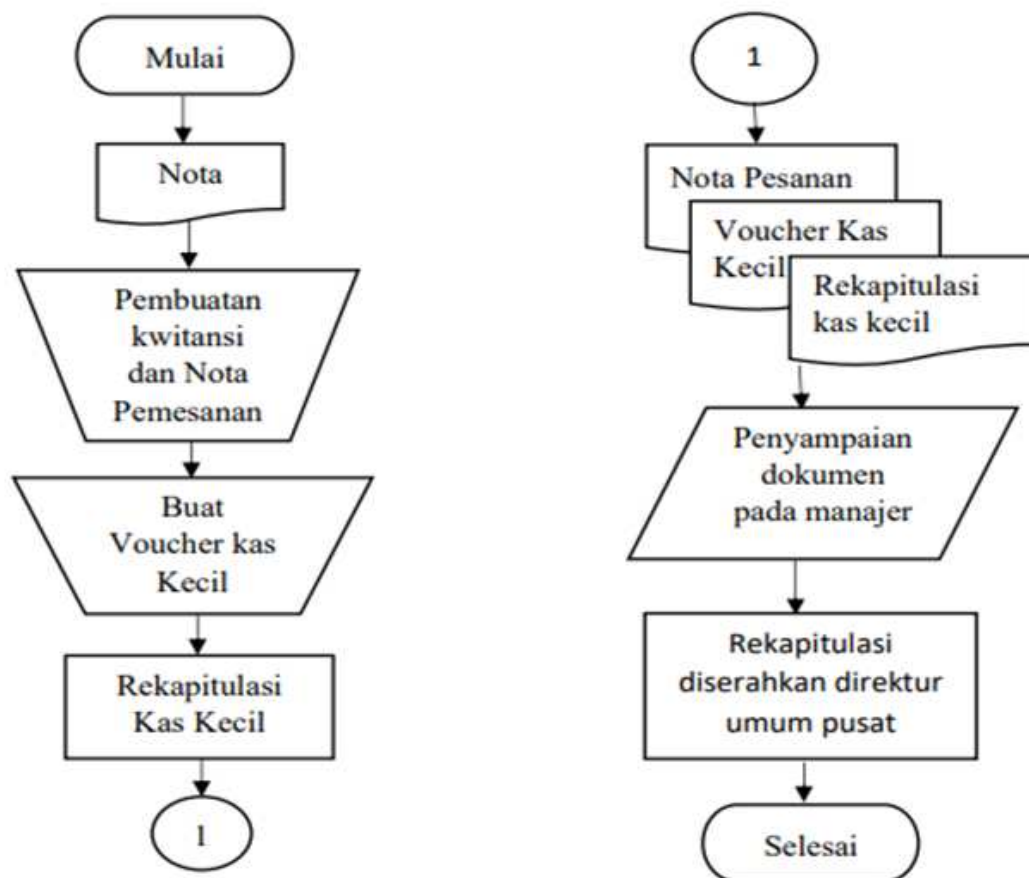 Mulai
Nota
Pembuatan
kwitansi
dan Nota
Pemesanan
Buat
Voucher kas
Kecil
Rekapitulasi
Kas Kecil
1
1
Nota Pesanan
Voucher Kas
Kecil
Rekapitulasi
kas kecil
Penyampaian
dokumen
pada manajer
Rekapitulasi
diserahkan direktur
umum pusat
Selesai